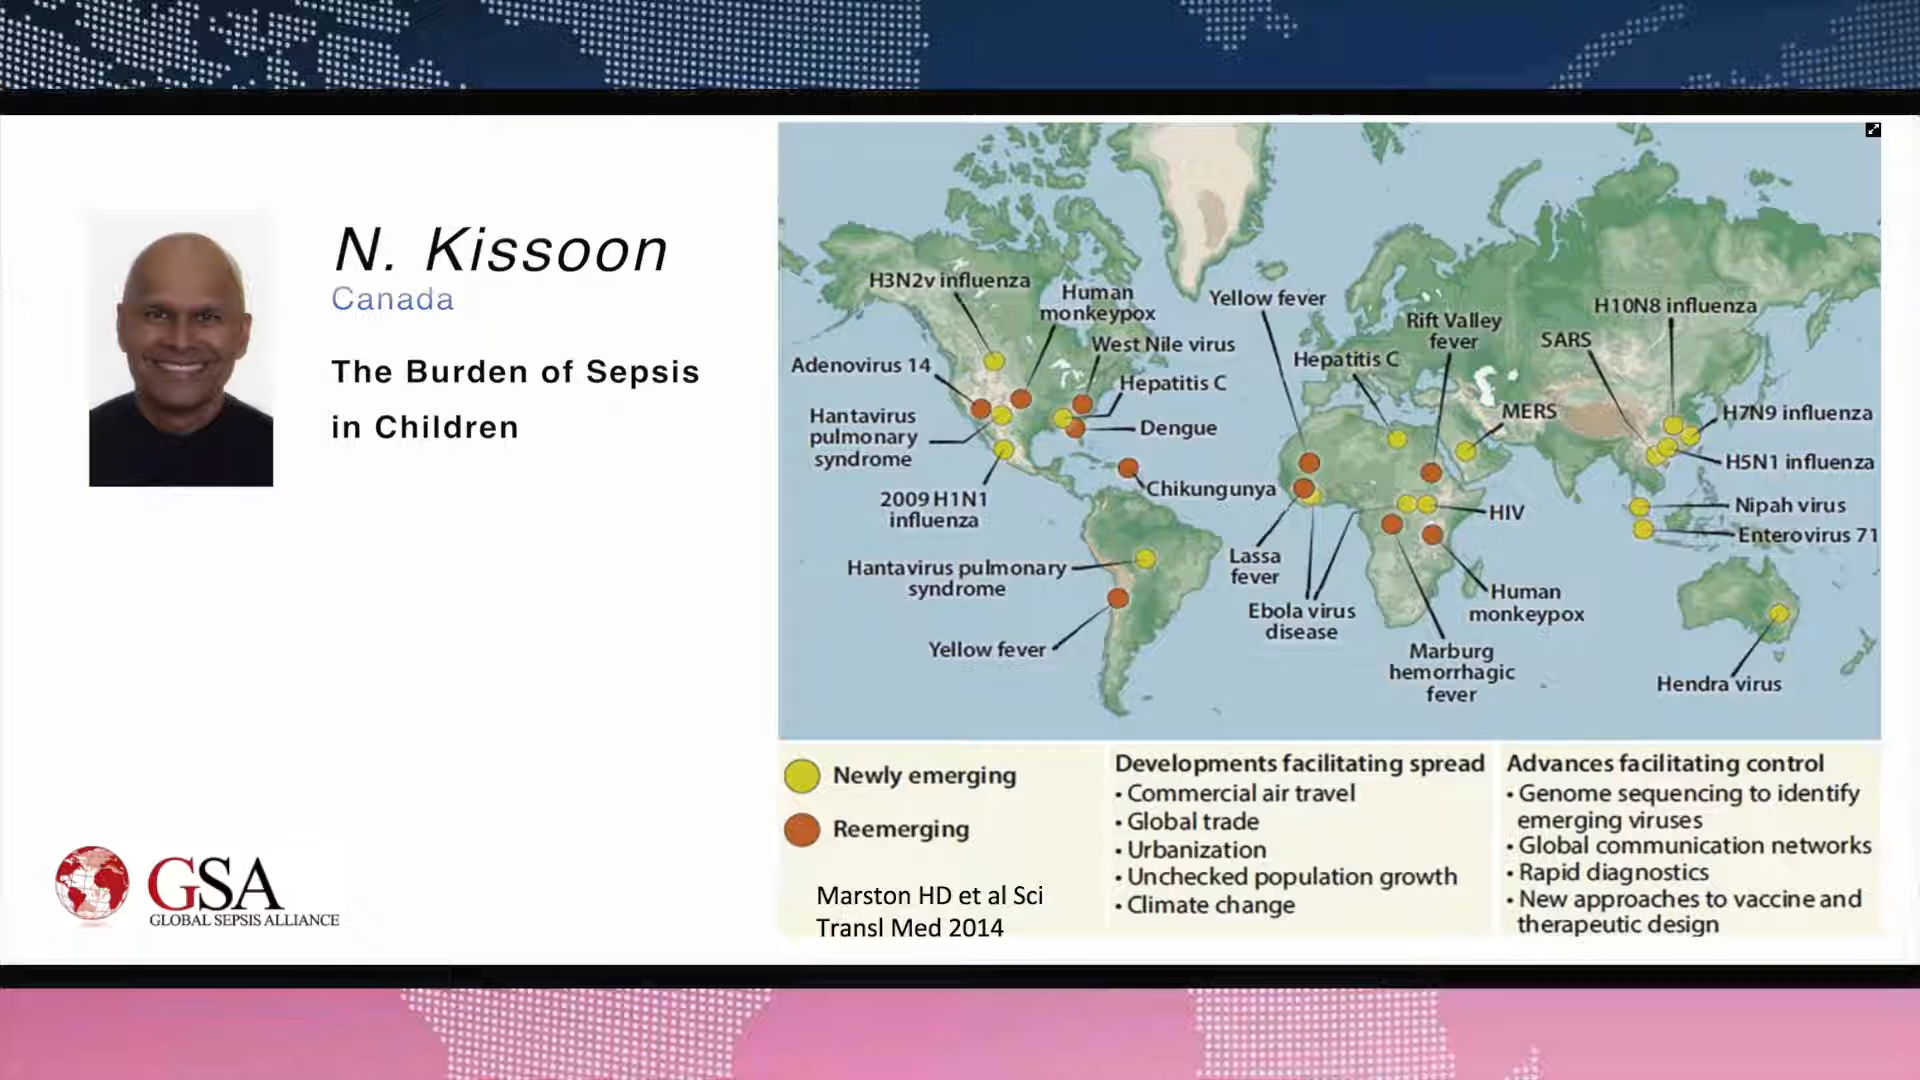 N. Kissoon
Canada
The Burden of Sepsis
in Children
GSA
GLOBAL SEPSIS ALLIANCE
H3N2v influenza
Human
monkeypox
West Nile virus
Adenovirus 14
Hepatitis C
Hantavirus
pulmonary
syndrome
Dengue
2009 H1N1
influenza
Chikungunya
Hantavirus pulmonary
syndrome
Yellow fever
Yellow fever
Hepatitis C
Rift Valley
fever
MERS
SARS
H10N8 influenza
H7N9 influenza
H5N1 influenza
Nipah virus
Enterovirus 71
HIV
Lassa
fever
Ebola virus
disease
Human
monkeypox
Marburg
hemorrhagic
fever
Hendra virus
Newly emerging
Reemerging
Marston HD et al Sci
Transl Med 2014
Developments facilitating spread
• Commercial air travel
• Global trade
• Urbanization
• Unchecked population growth
• Climate change
Advances facilitating control
• Genome sequencing to identify
emerging viruses
• Global communication networks
• Rapid diagnostics
• New approaches to vaccine and
therapeutic design